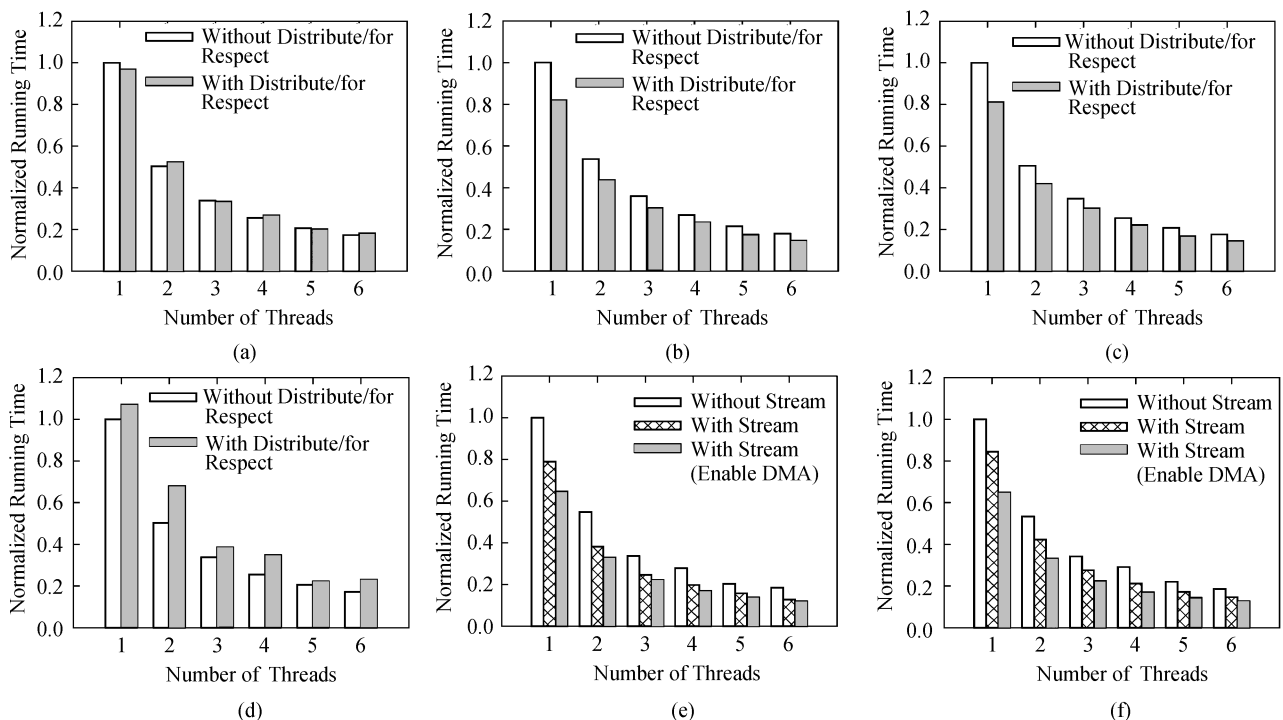 1.2
1.0
0.8
0.6
0.4
0.2
0.0
Normalized Running Time
Without Distribute/for
Respect
With Distribute/for
Respect
1 2 3 4 5 6
Number of Threads
(a)
1.2
1.0
0.8
0.6
0.4
0.2
0.0
Normalized Running Time
Without Distribute/for
Respect
With Distribute/for
Respect
1 2 3 4 5 6
Number of Threads
(b)
1.2
1.0
0.8
0.6
0.4
0.2
0.0
Normalized Running Time
Without Distribute/for
Respect
With Distribute/for
Respect
1 2 3 4 5 6
Number of Threads
(c)
1.2
1.0
0.8
0.6
0.4
0.2
0.0
Normalized Running Time
Without Distribute/for
Respect
With Distribute/for
Respect
1 2 3 4 5 6
Number of Threads
(d)
1.2
1.0
0.8
0.6
0.4
0.2
0.0
Normalized Running Time
Without Stream
With Stream
With Stream
(Enable DMA)
1 2 3 4 5 6
Number of Threads
(e)
1.2
1.0
0.8
0.6
0.4
0.2
0.0
Normalized Running Time
Without Stream
With Stream
With Stream
(Enable DMA)
1 2 3 4 5 6
Number of Threads
(f)